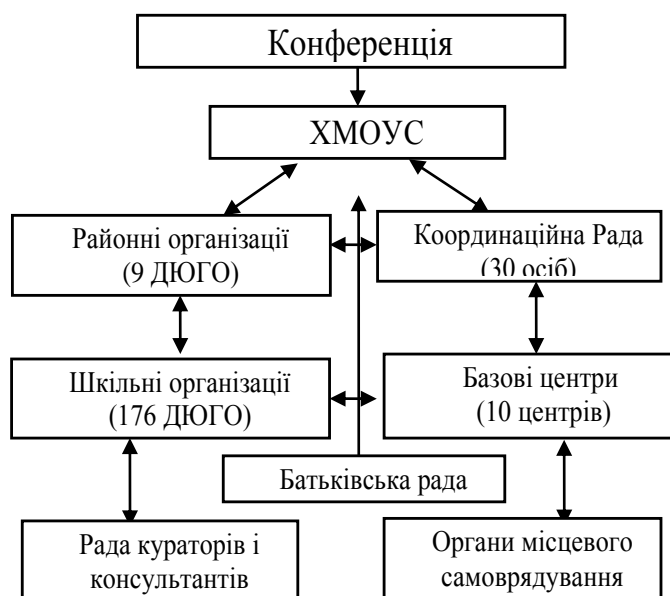 Конференція
ХМОУС
Районні організації
(9 ДЮГО)
Координаційна Рада
(30 осіб)
Шкільні організації
(176 ДЮГО)
Базові центри
(10 центрів)
Батьківська рада
Рада кураторів і
консультантів
Органи місцевого
самоврядування